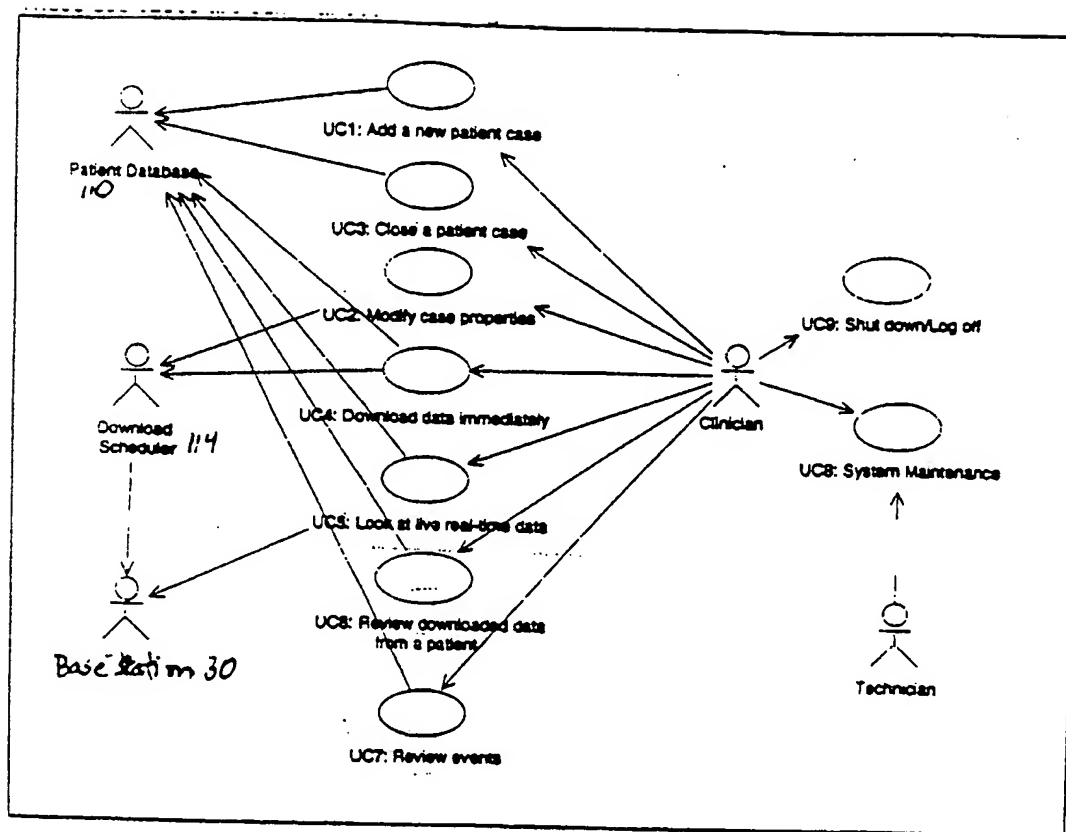 UC1: Add a new patient case
Patient Database
110
UC3: Close a patient case
UC2: Modify case properties
UC9: Shut down/Log off
Download
Scheduler 114
UC4: Download data immediately
Clinician
UC8: System Maintenance
UC5: Look at live real-time data
UC6: Review downloaded data
from a patient
Base Station 30
Technician
UC7: Review events